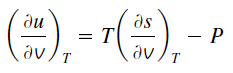 (∂u/∂v)_T = T(∂s/∂v)_T − P